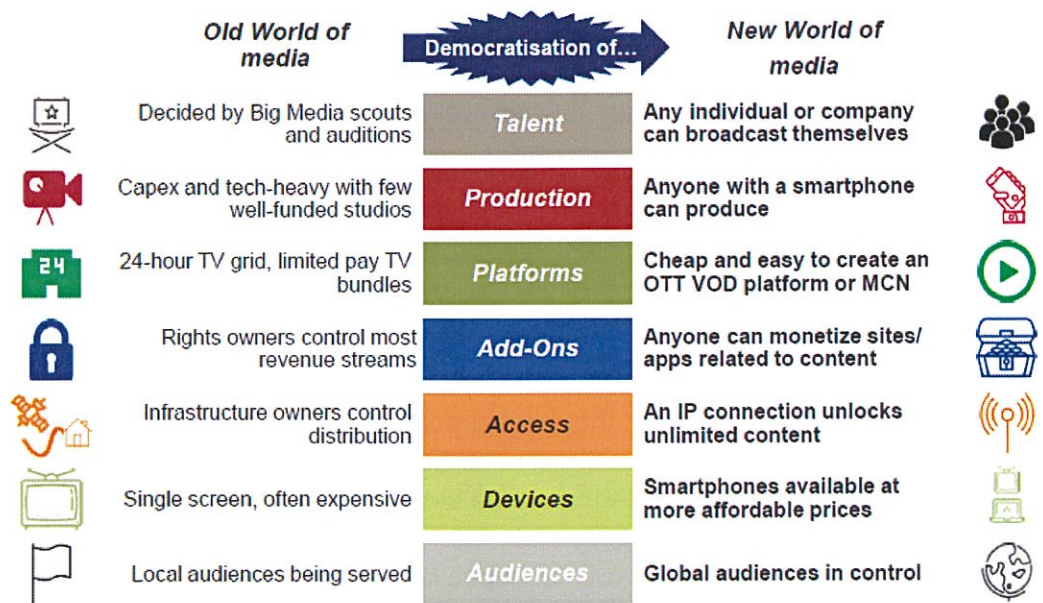 Old World of
media
Democratisation of...
New World of
media
Decided by Big Media scouts
and auditions
Talent
Any individual or company
can broadcast themselves
Capex and tech-heavy with few
well-funded studios
Production
Anyone with a smartphone
can produce
24
24-hour TV grid, limited pay TV
bundles
Platforms
Cheap and easy to create an
OTT VOD platform or MCN
Rights owners control most
revenue streams
Add-Ons
Anyone can monetize sites/
apps related to content
Infrastructure owners control
distribution
Access
An IP connection unlocks
unlimited content
Single screen, often expensive
Devices
Smartphones available at
more affordable prices
Local audiences being served
Audiences
Global audiences in control